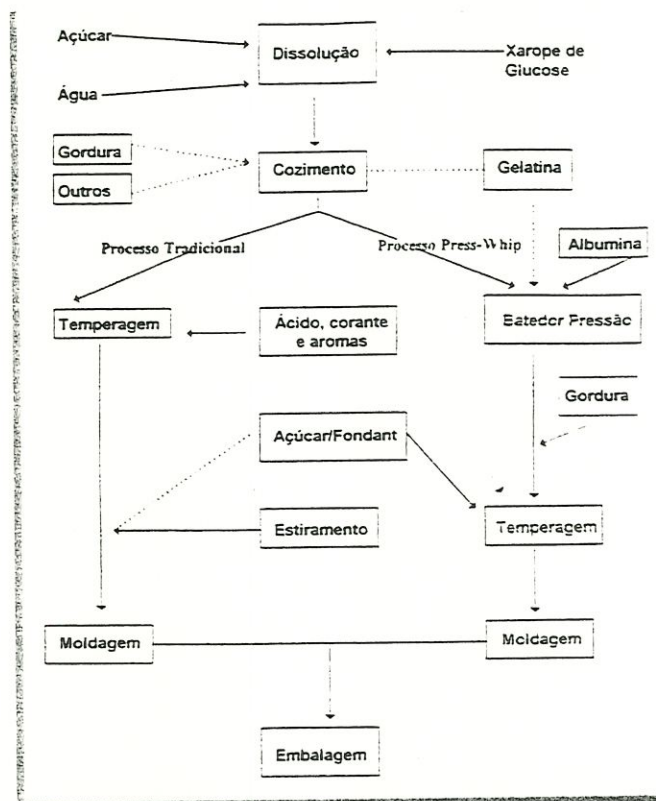 Açúcar
Dissolução
Xarope de
Glucose
Água
Gordura
Outros
Cozimento
Gelatina
Processo Tradicional
Processo Press-Whip
Albumina
Temperagem
Ácido, corante
e aromas
Batedor Pressão
Gordura
Açúcar/Fondant
Estiramento
Temperagem
Moldagem
Moldagem
Embalagem